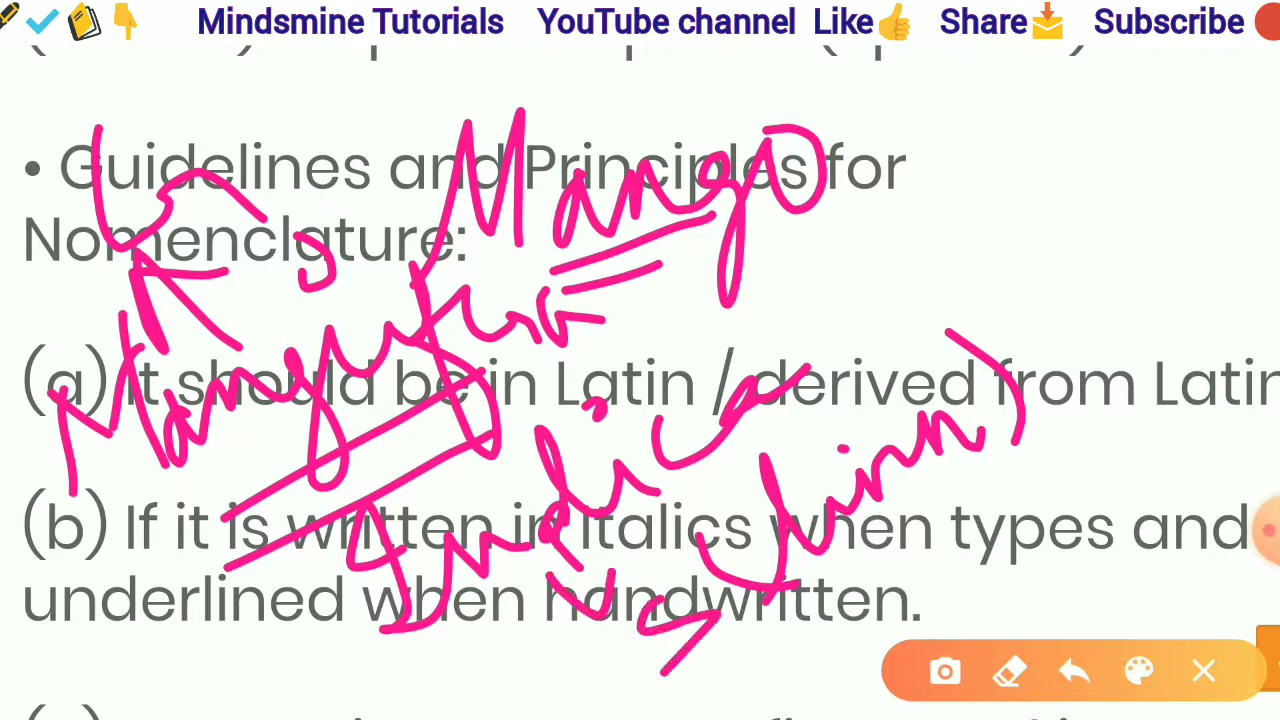 Mindsmine Tutorials YouTube channel Like Share Subscribe
• Guidelines and Principles for
Nomenclature:
Mango
(a) It should be in Latin / derived from Latin
Mangifera
Indica
(b) If it is written in Italics when types and
underlined when handwritten.